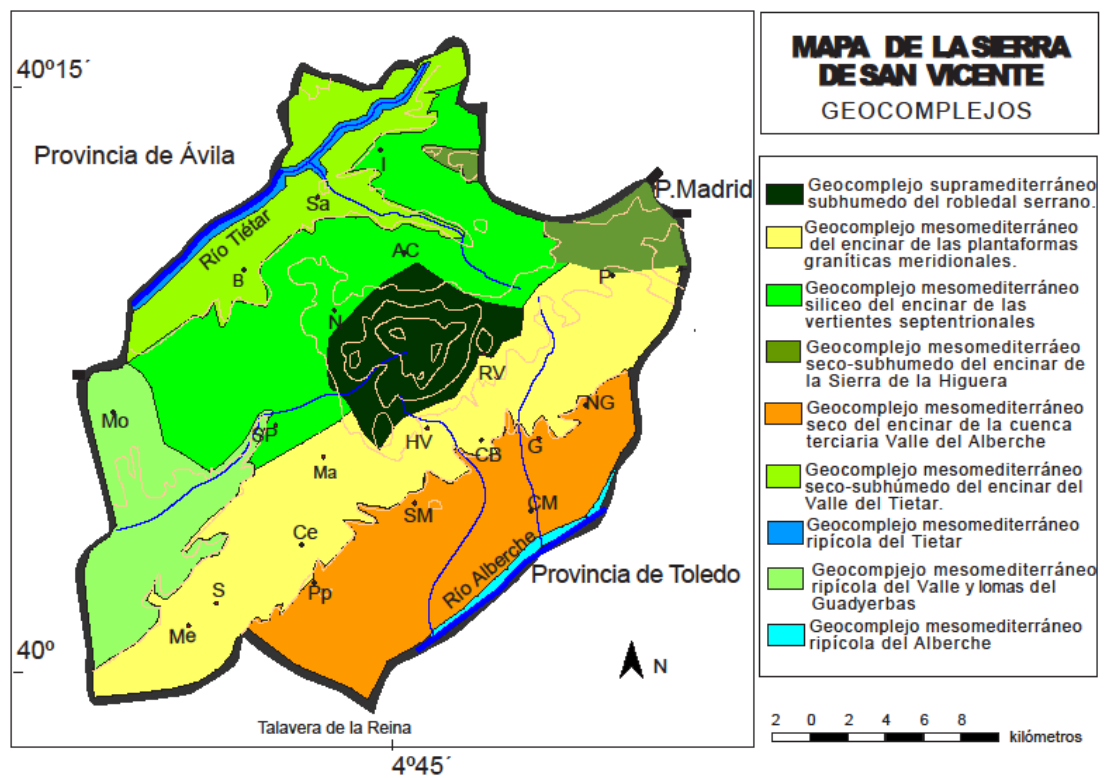 MAPA DE LA SIERRA
DE SAN VICENTE
GEOCOMPLEJOS
40º15´
Provincia de Ávila
P.Madrid
I
Sa
Río Tiétar
B
AC
P
N
RV
Mo
NG
SP
HV
CB
G
Ma
SM
CM
Ce
Río Alberche
Pp
Provincia de Toledo
S
Me
40º
N
Talavera de la Reina
4º45´
Geocomplejo supramediterráneo
subhumedo del robledal serrano.
Geocomplejo mesomediterráneo
del encinar de las plantaformas
graníticas meridionales.
Geocomplejo mesomediterráneo
siliceo del encinar de las
vertientes septentrionales
Geocomplejo mesomediterráeo
seco-subhumedo del encinar de
la Sierra de la Higuera
Geocomplejo mesomediterráneo
seco del encinar de la cuenca
terciaria Valle del Alberche
Geocomplejo mesomediterráneo
seco-subhúmedo del encinar del
Valle del Tietar.
Geocomplejo mesomediterráneo
ripícola del Tietar
Geocompjejo mesomediterráneo
ripícola del Valle y lomas del
Guadyerbas
Geocomplejo mesomediterráneo
ripícola del Alberche
2 0 2 4 6 8
kilómetros